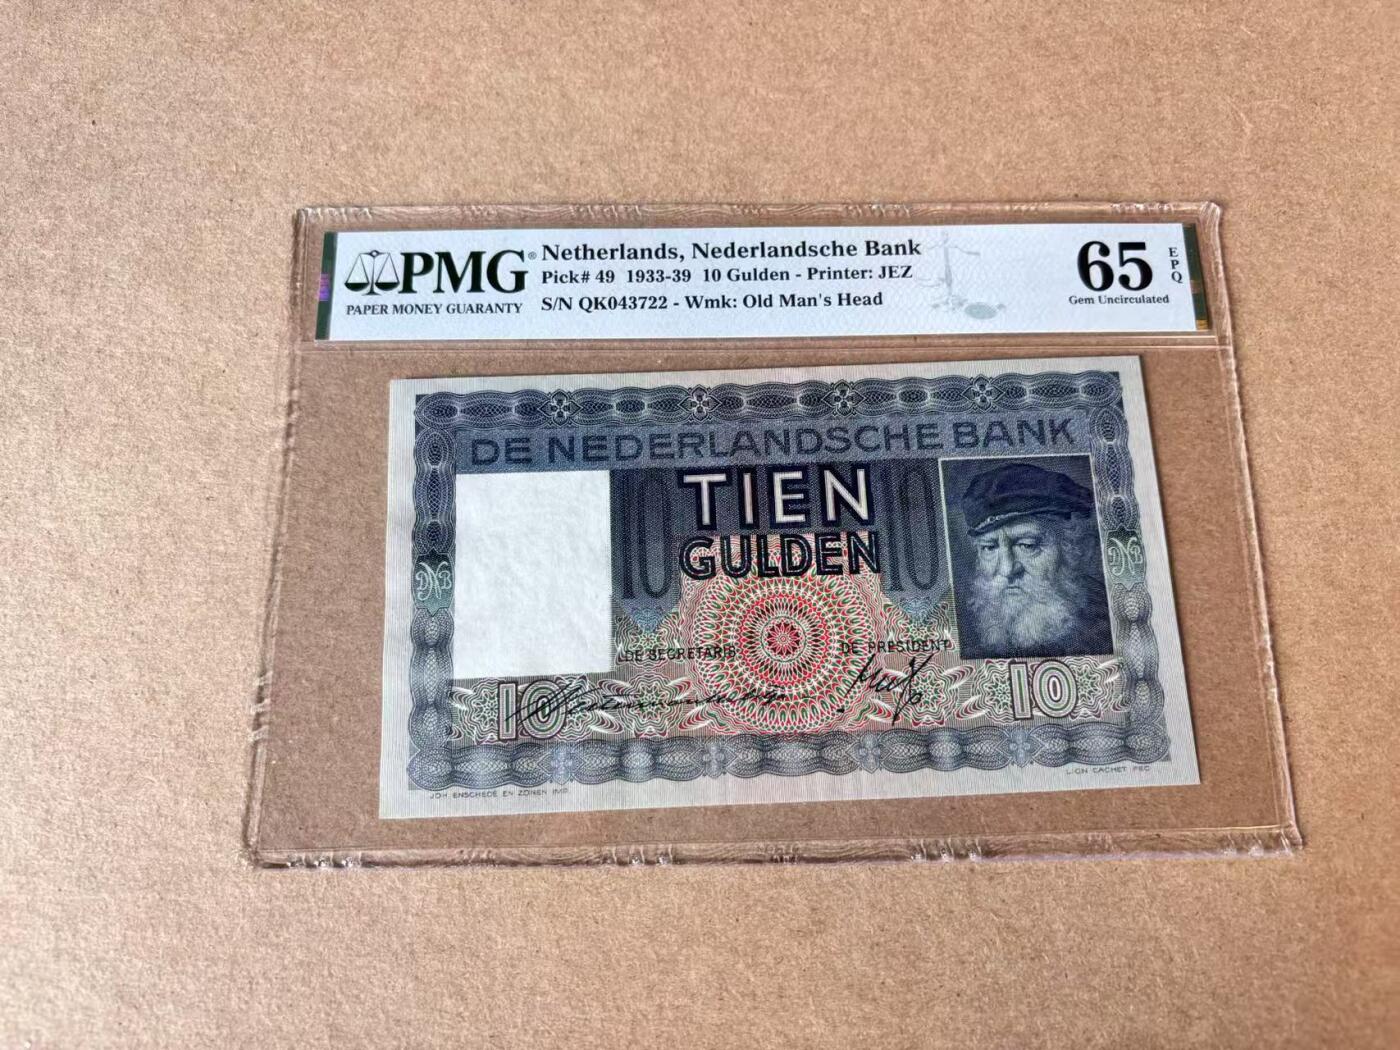 PMG®
PAPER MONEY GUARANTY
Netherlands, Nederlandsche Bank
Pick# 49 1933-39 10 Gulden - Printer: JEZ
S/N QK043722 - Wmk: Old Man's Head
65
EPQ
Gem Uncirculated
DE NEDERLANDSCHE BANK
10 TIEN 10
GULDEN
DNB DNB
DE SECRETARIS DE PRESIDENT
10 10
JOH. ENSCHEDÉ EN ZONEN IMP.
LION CACHET FEC.